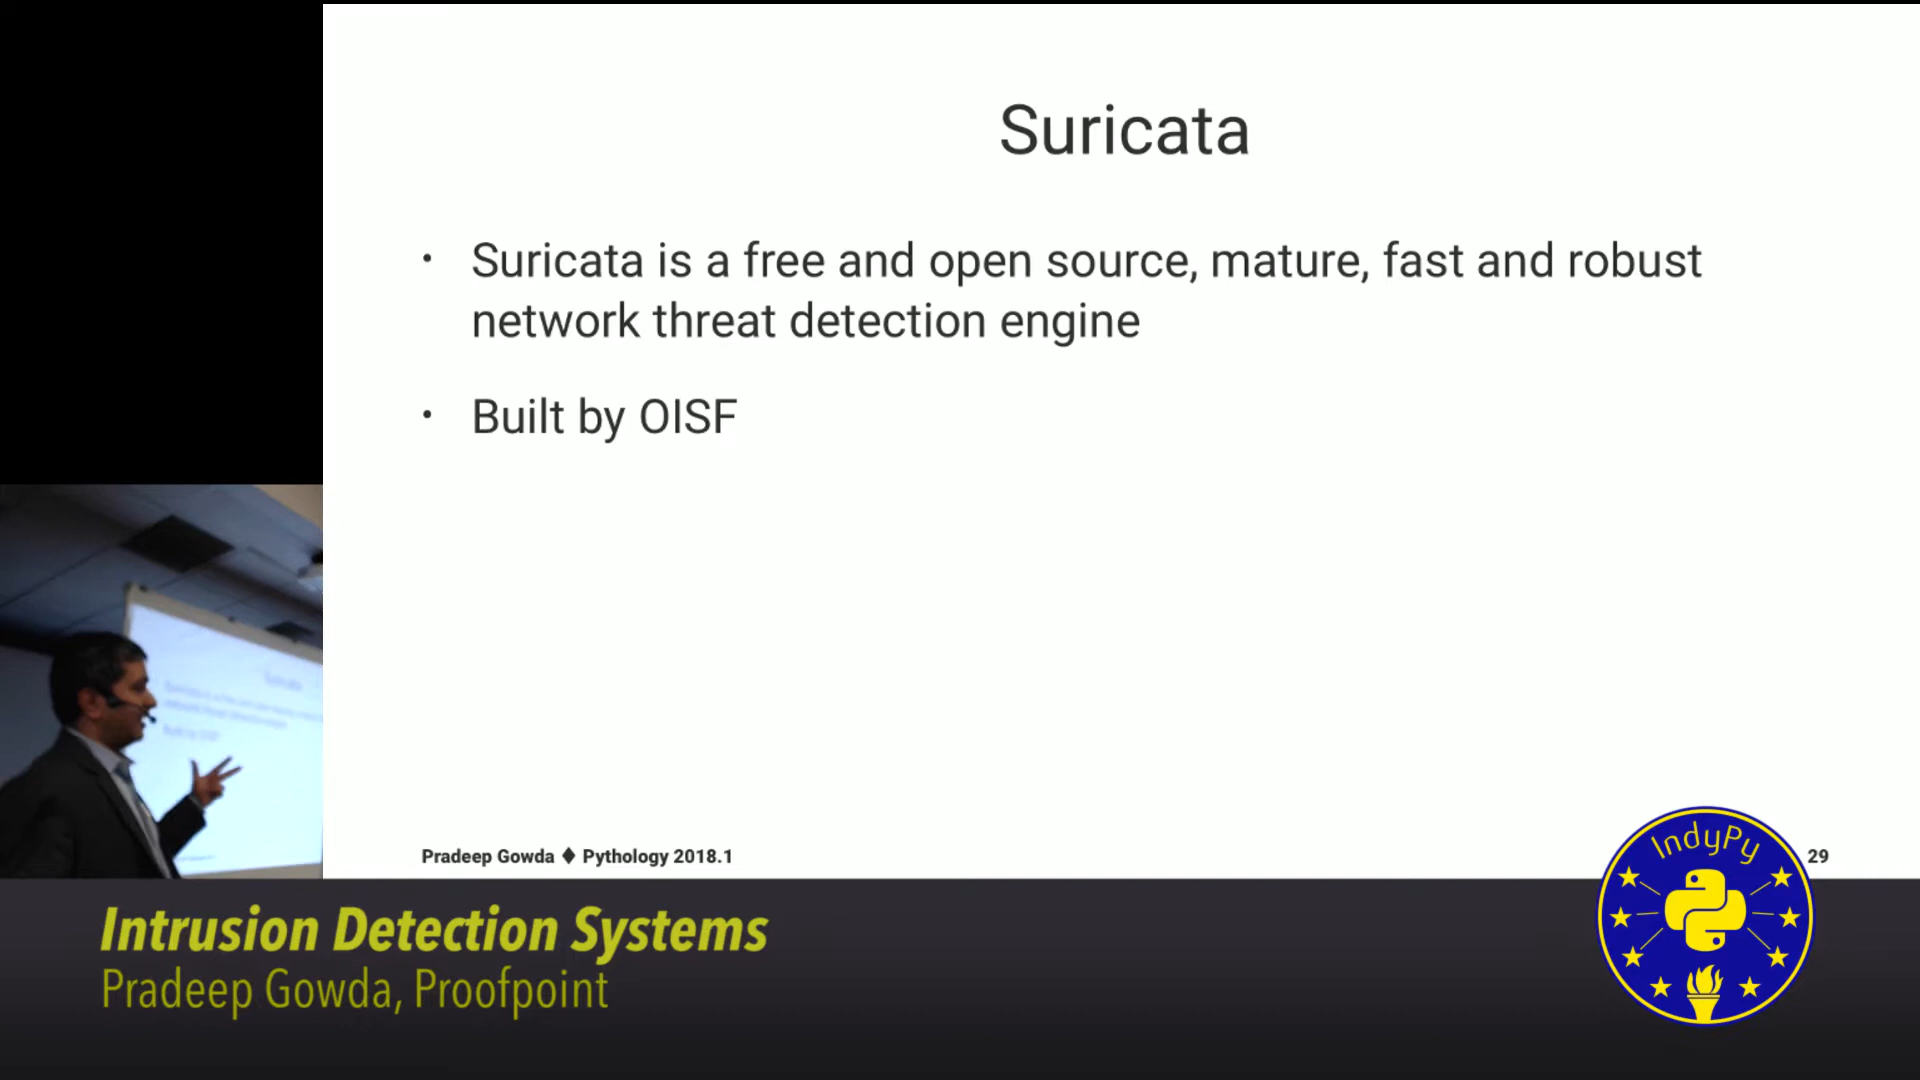 Suricata
• Suricata is a free and open source, mature, fast and robust
network threat detection engine
• Built by OISF
Pradeep Gowda ♦ Pythology 2018.1
29
IndyPy
Intrusion Detection Systems
Pradeep Gowda, Proofpoint